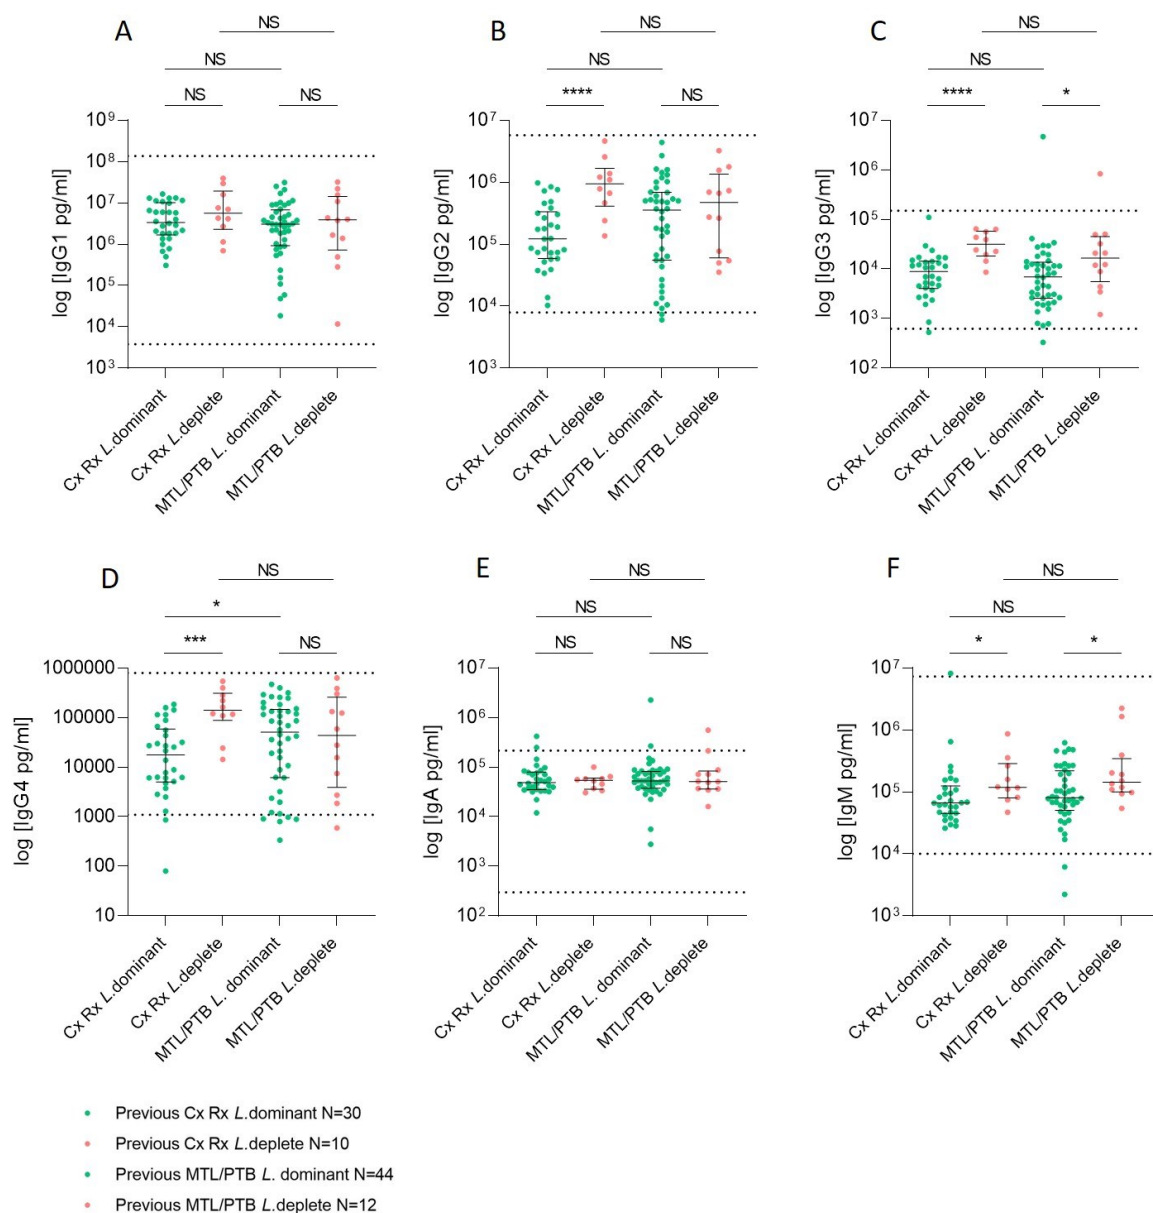 A
B
C
NS
NS
NS
NS
NS
NS
NS
NS
****
NS
****
*
10⁹
10⁸
10⁷
10⁶
10⁵
10⁴
10³
log [IgG1 pg/ml]
Cx Rx L.dominant
Cx Rx L.deplete
MTL/PTB L. dominant
MTL/PTB L.deplete
10⁷
10⁶
10⁵
10⁴
10³
log [IgG2 pg/ml]
Cx Rx L.dominant
Cx Rx L.deplete
MTL/PTB L. dominant
MTL/PTB L.deplete
10⁷
10⁶
10⁵
10⁴
10³
10²
log [IgG3 pg/ml]
Cx Rx L.dominant
Cx Rx L.deplete
MTL/PTB L. dominant
MTL/PTB L.deplete
D
E
F
NS
NS
NS
*
NS
NS
***
NS
NS
NS
*
*
1000000
100000
10000
1000
100
10
log [IgG4 pg/ml]
Cx Rx L.dominant
Cx Rx L.deplete
MTL/PTB L. dominant
MTL/PTB L.deplete
10⁷
10⁶
10⁵
10⁴
10³
10²
log [IgA pg/ml]
Cx Rx L.dominant
Cx Rx L.deplete
MTL/PTB L. dominant
MTL/PTB L.deplete
10⁷
10⁶
10⁵
10⁴
10³
log [IgM pg/ml]
Cx Rx L.dominant
Cx Rx L.deplete
MTL/PTB L. dominant
MTL/PTB L.deplete
Previous Cx Rx L.dominant N=30
Previous Cx Rx L.deplete N=10
Previous MTL/PTB L. dominant N=44
Previous MTL/PTB L.deplete N=12